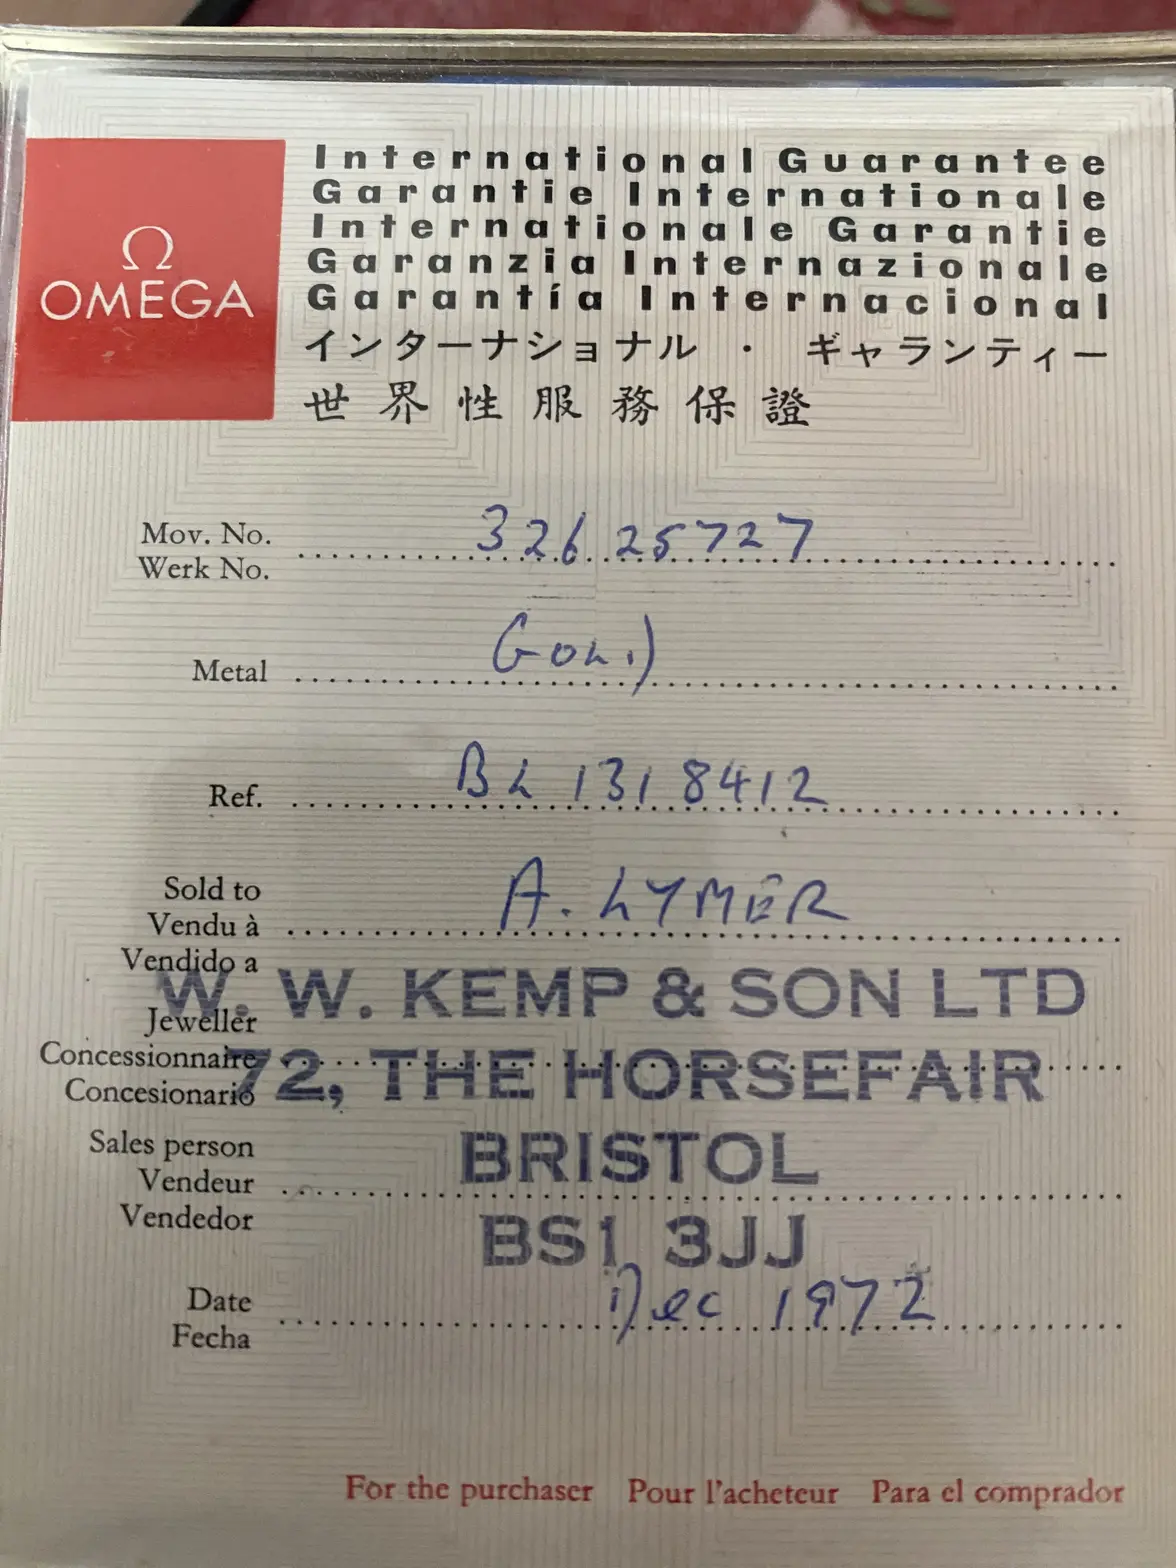 Ω
OMEGA
International Guarantee
Garantie Internationale
Internationale Garantie
Garanzia Internazionale
Garantía Internacional
インターナショナル・ギャランティー
世界性服務保證
Mov. No. 32625727
Werk No.
Metal Gold
Ref. BL 1318412
Sold to A. LYMER
Vendu à
Vendido a
W. W. KEMP & SON LTD
Jeweller
Concessionnaire 72, THE HORSEFAIR
Concesionario
Sales person BRISTOL
Vendeur
Vendedor BS1 3JJ
Date Dec 1972
Fecha
For the purchaser Pour l'acheteur Para el comprador